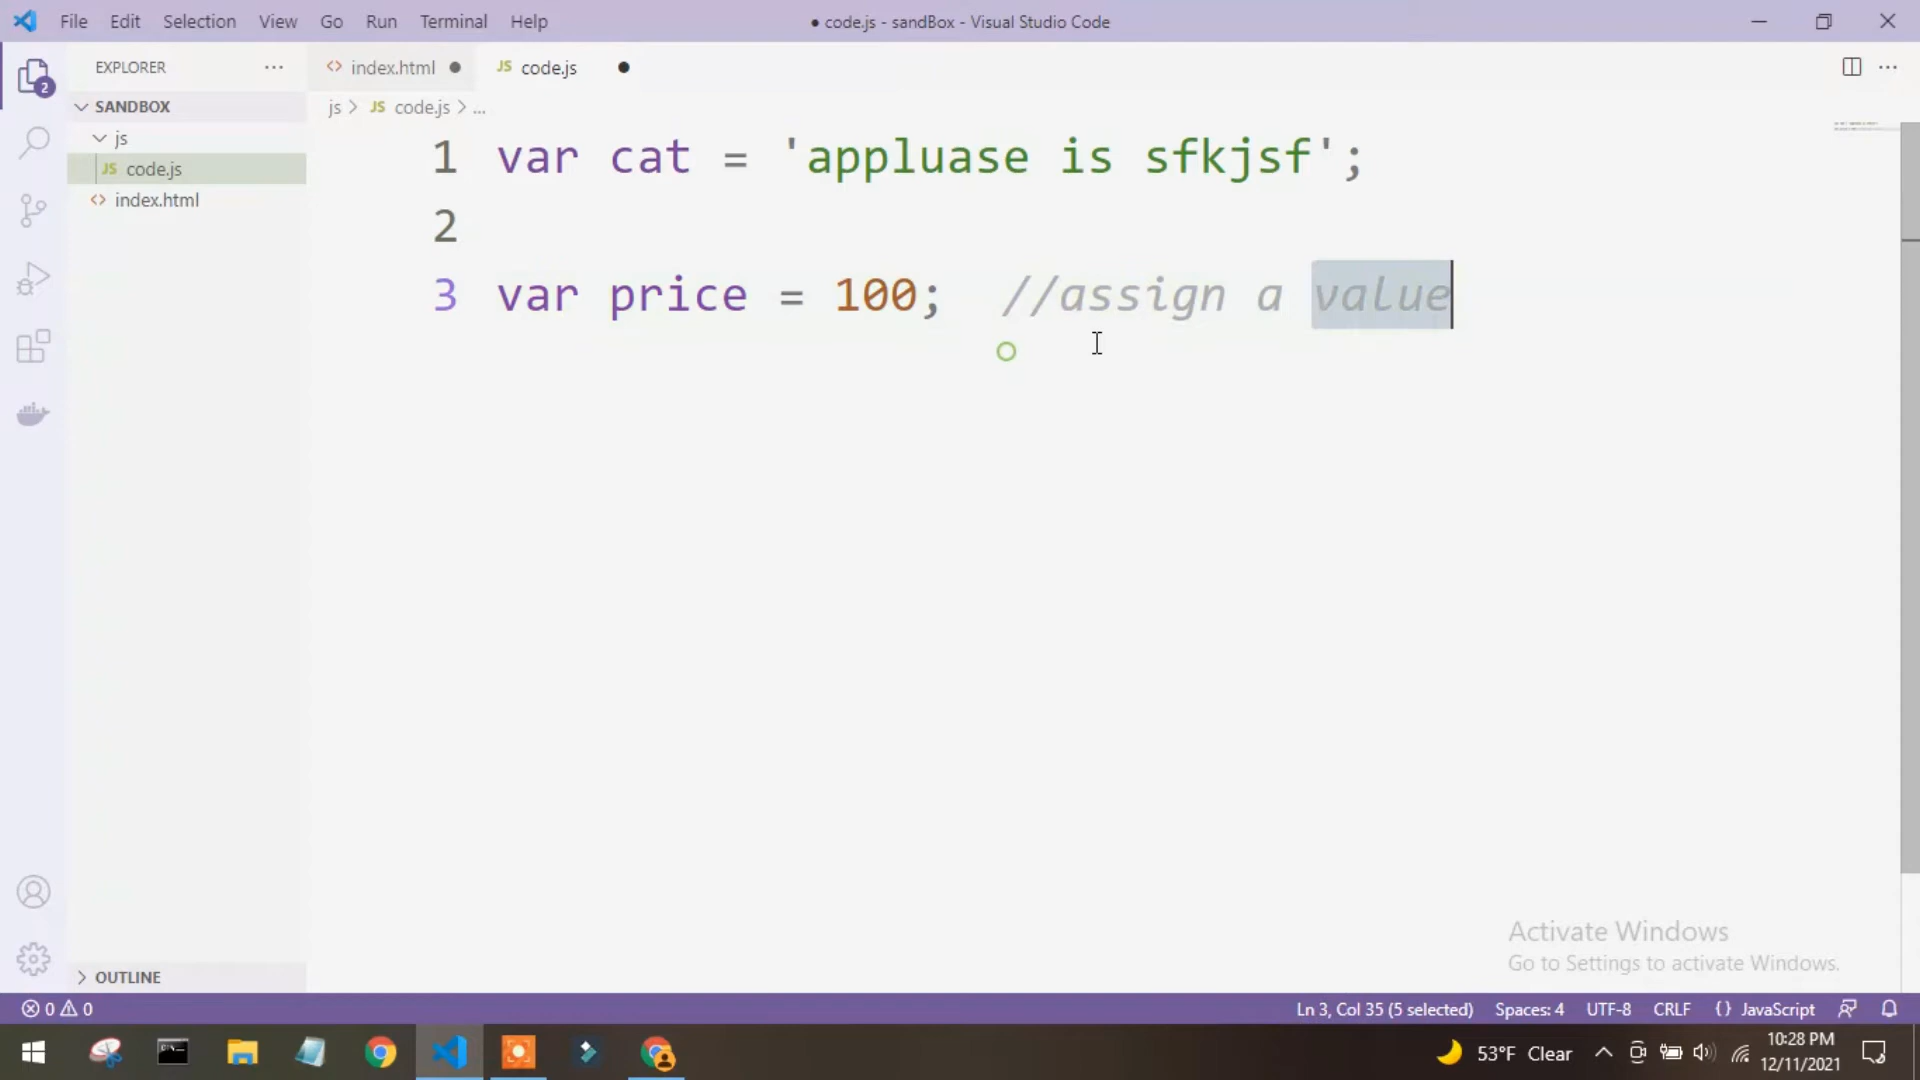 File Edit Selection View Go Run Terminal Help
● code.js - sandBox - Visual Studio Code
EXPLORER ...
<> index.html ●
JS code.js ●
SANDBOX
js
JS code.js
<> index.html
js > JS code.js > ...
1 var cat = 'appluase is sfkjsf';
2
3 var price = 100;  //assign a value
2
OUTLINE
Activate Windows
Go to Settings to activate Windows.
0 0
Ln 3, Col 35 (5 selected) Spaces: 4 UTF-8 CRLF {} JavaScript
53°F Clear
10:28 PM
12/11/2021